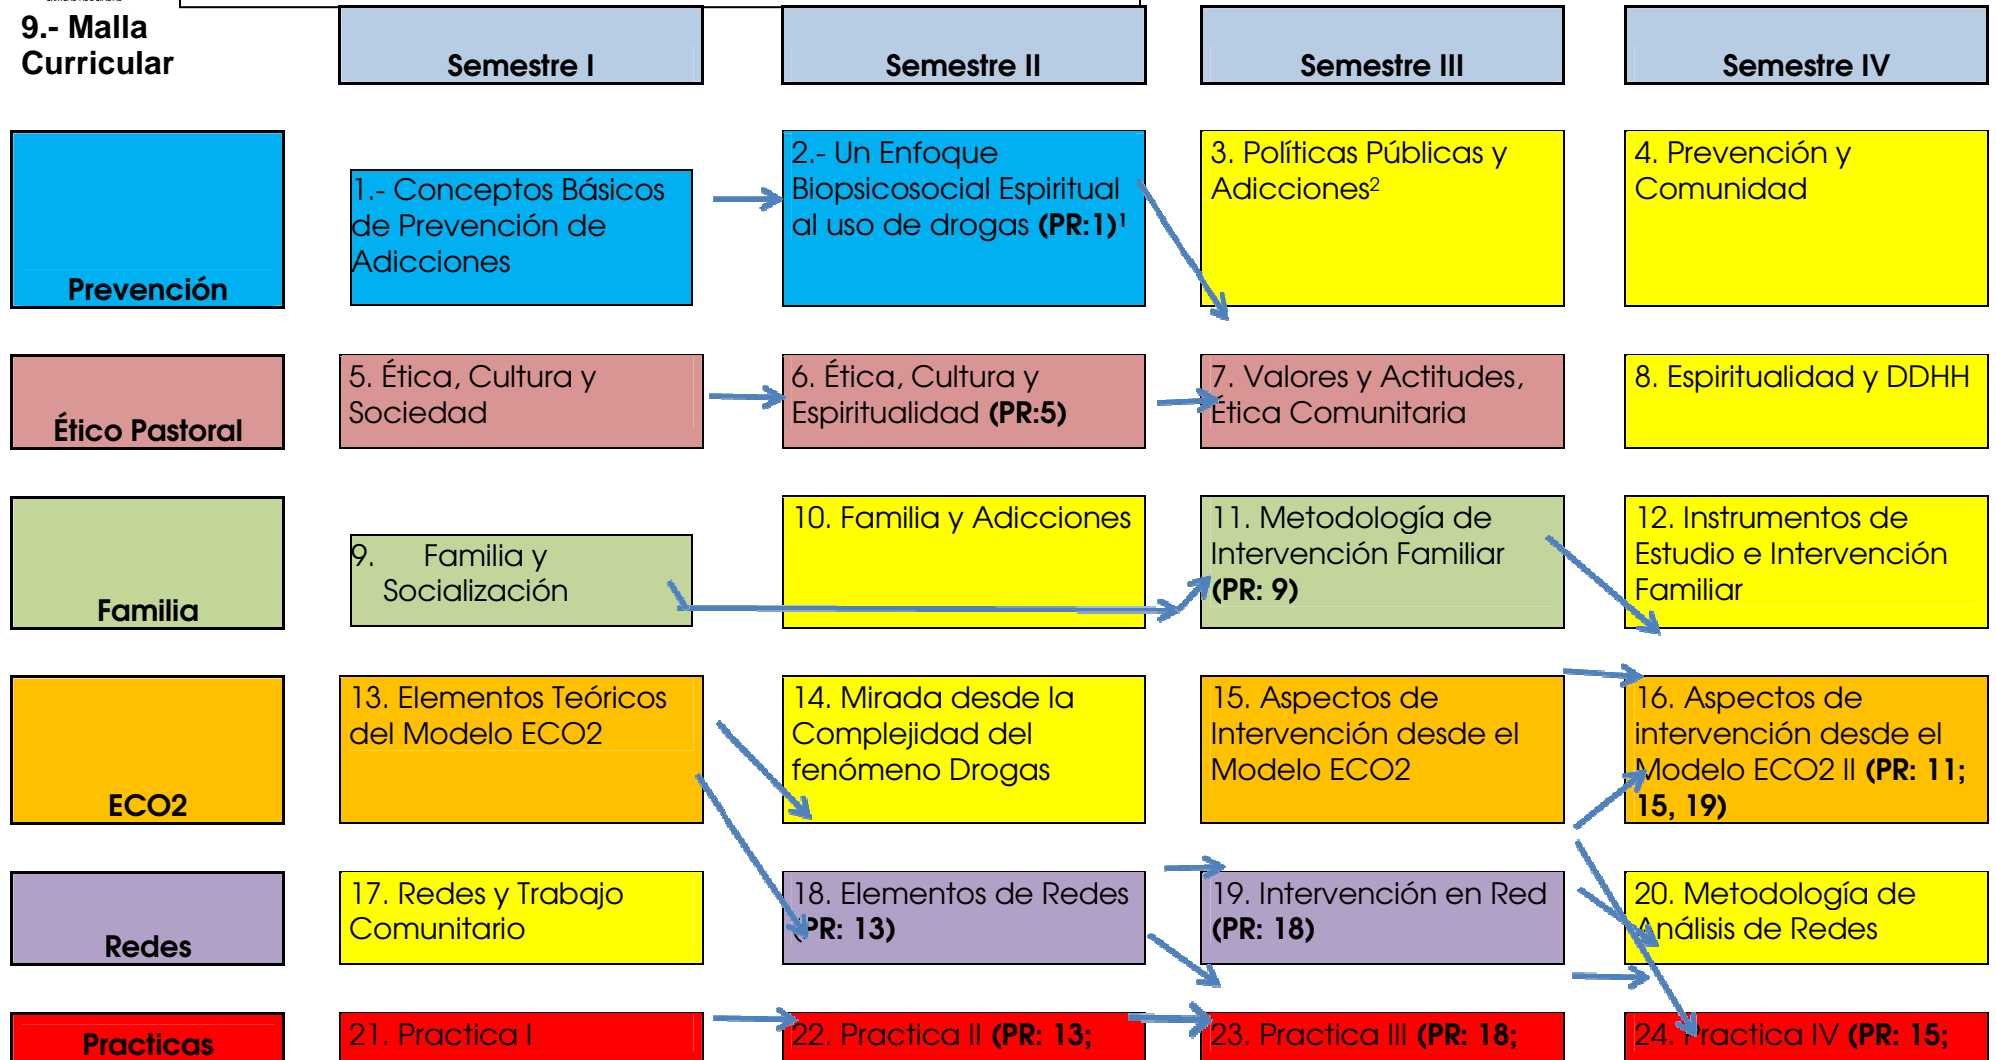 9.- Malla
Curricular
Semestre I
Semestre II
Semestre III
Semestre IV
Prevención
1.- Conceptos Básicos
de Prevención de
Adicciones
2.- Un Enfoque
Biopsicosocial Espiritual
al uso de drogas (PR:1)¹
3. Políticas Públicas y
Adicciones²
4. Prevención y
Comunidad
Ético Pastoral
5. Ética, Cultura y
Sociedad
6. Ética, Cultura y
Espiritualidad (PR:5)
7. Valores y Actitudes,
Ética Comunitaria
8. Espiritualidad y DDHH
Familia
9. Familia y
Socialización
10. Familia y Adicciones
11. Metodología de
Intervención Familiar
(PR: 9)
12. Instrumentos de
Estudio e Intervención
Familiar
ECO2
13. Elementos Teóricos
del Modelo ECO2
14. Mirada desde la
Complejidad del
fenómeno Drogas
15. Aspectos de
Intervención desde el
Modelo ECO2
16. Aspectos de
intervención desde el
Modelo ECO2 II (PR: 11;
15, 19)
Redes
17. Redes y Trabajo
Comunitario
18. Elementos de Redes
(PR: 13)
19. Intervención en Red
(PR: 18)
20. Metodología de
Análisis de Redes
Practicas
21. Practica I
22. Practica II (PR: 13;
23. Practica III (PR: 18;
24. Practica IV (PR: 15;